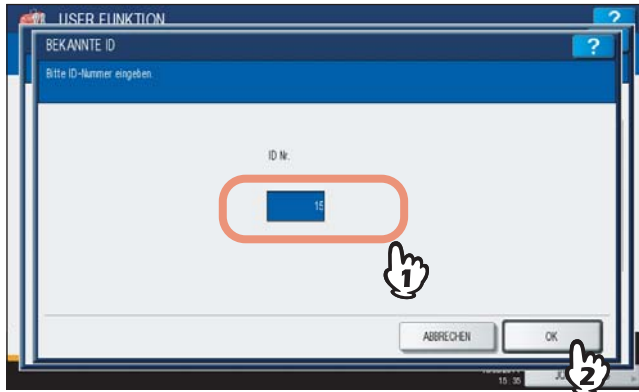 USER FUNKTION
?
BEKANNTE ID
?
Bitte ID-Nummer eingeben.
ID Nr.
15
1
ABBRECHEN
OK
2
15:35